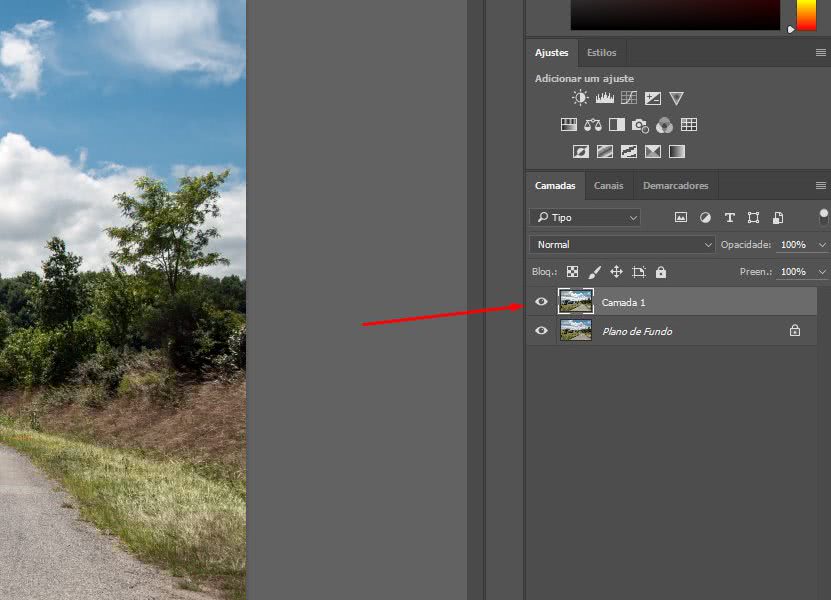 Ajustes Estilos
Adicionar um ajuste
Camadas Canais Demarcadores
Tipo T
Normal Opacidade: 100%
Bloq.: Preen.: 100%
Camada 1
Plano de Fundo